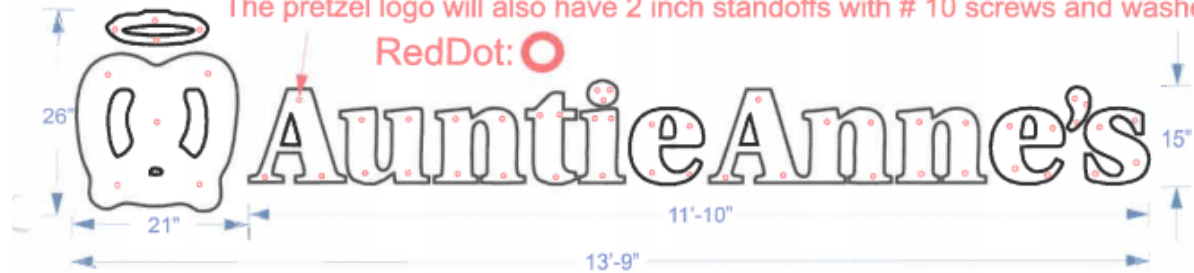 The pretzel logo will also have 2 inch standoffs with # 10 screws and washe
RedDot:
26"
AuntieAnne's
15"
21"
11'-10"
13'-9"